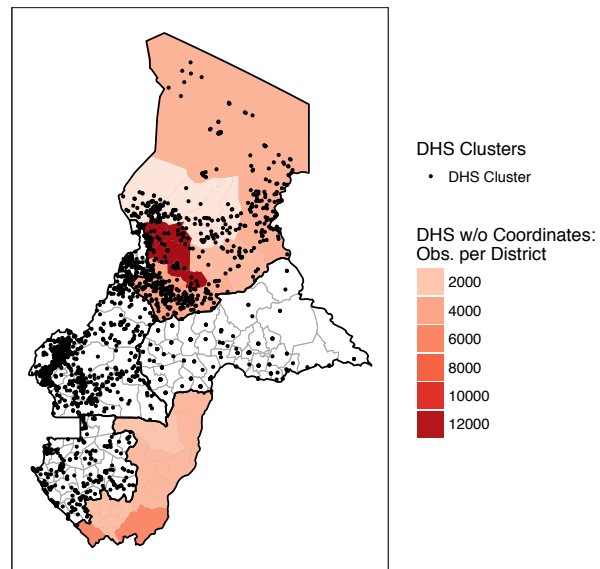 DHS Clusters
DHS Cluster
DHS w/o Coordinates:
Obs. per District
2000
4000
6000
8000
10000
12000